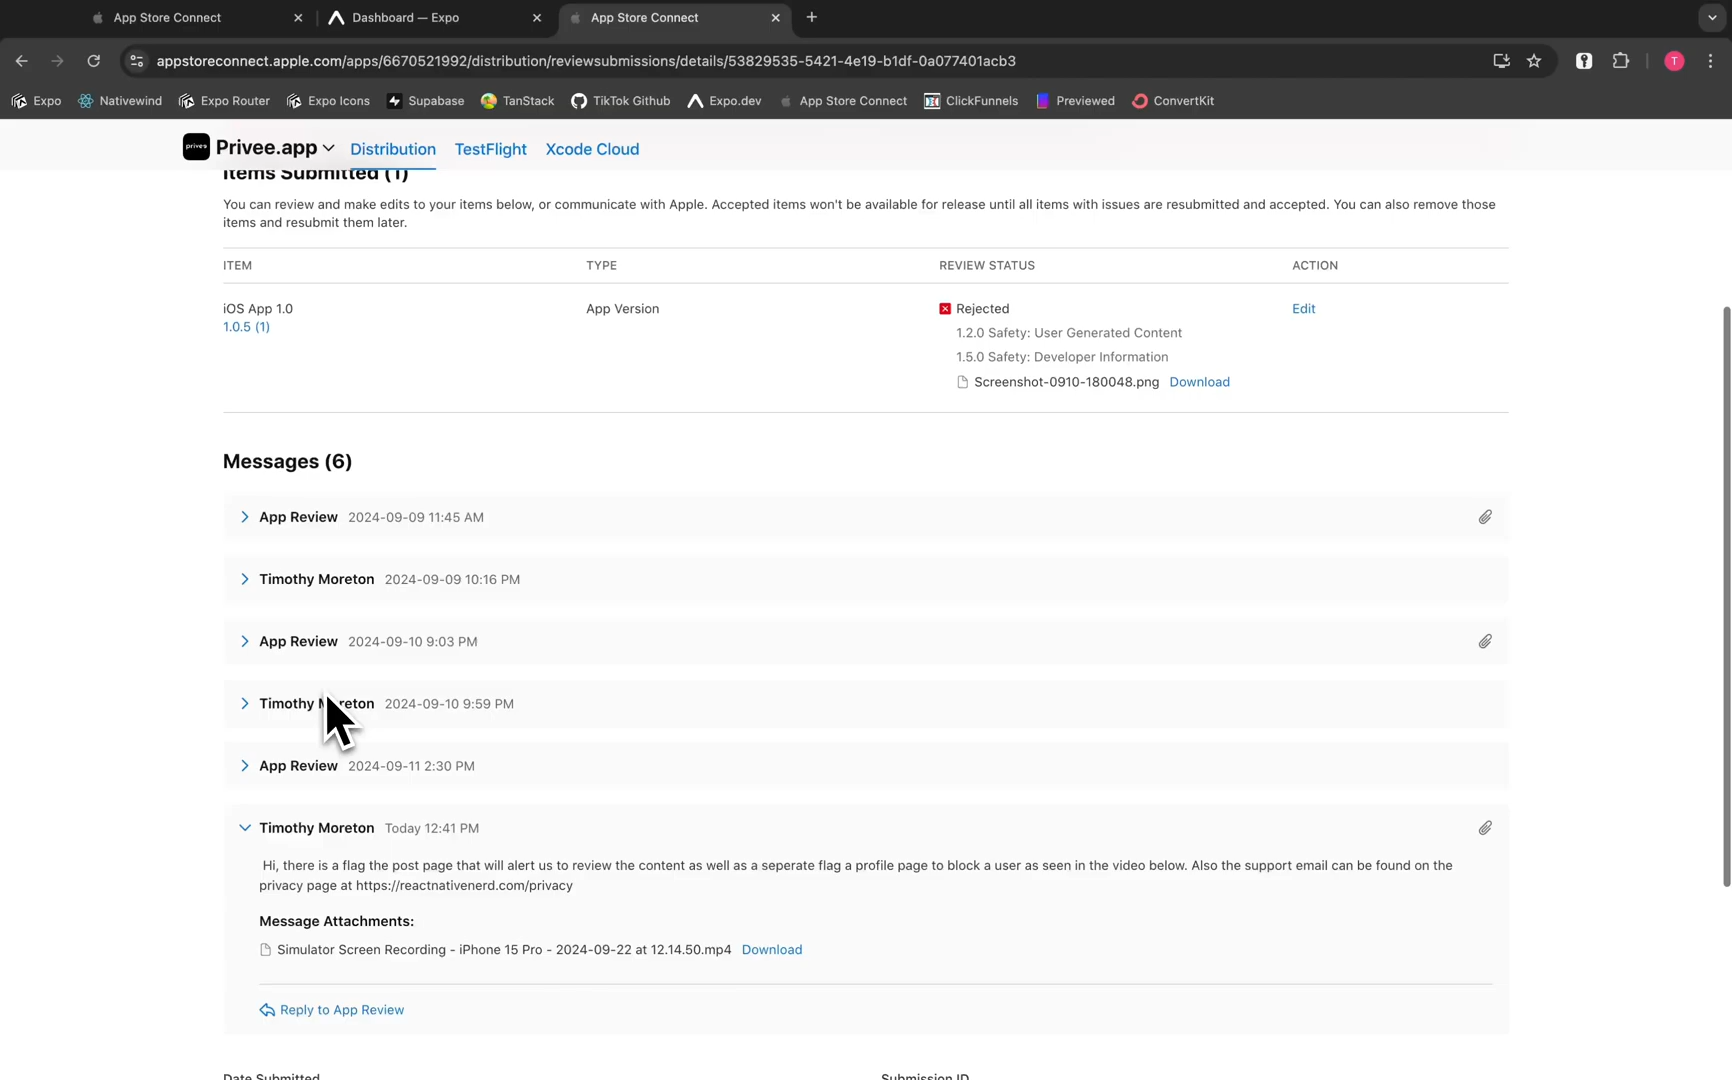 App Store Connect
Dashboard — Expo
App Store Connect
appstoreconnect.apple.com/apps/6670521992/distribution/reviewsubmissions/details/53829535-5421-4e19-b1df-0a077401acb3
T
Expo Nativewind Expo Router Expo Icons Supabase TanStack TikTok Github Expo.dev App Store Connect ClickFunnels Previewed ConvertKit
Privee.app Distribution TestFlight Xcode Cloud
Items Submitted (1)
You can review and make edits to your items below, or communicate with Apple. Accepted items won't be available for release until all items with issues are resubmitted and accepted. You can also remove those
items and resubmit them later.
ITEM TYPE REVIEW STATUS ACTION
iOS App 1.0 App Version Rejected Edit
1.0.5 (1)
1.2.0 Safety: User Generated Content
1.5.0 Safety: Developer Information
Screenshot-0910-180048.png Download
Messages (6)
App Review 2024-09-09 11:45 AM
Timothy Moreton 2024-09-09 10:16 PM
App Review 2024-09-10 9:03 PM
Timothy Moreton 2024-09-10 9:59 PM
App Review 2024-09-11 2:30 PM
Timothy Moreton Today 12:41 PM
Hi, there is a flag the post page that will alert us to review the content as well as a seperate flag a profile page to block a user as seen in the video below. Also the support email can be found on the
privacy page at https://reactnativenerd.com/privacy
Message Attachments:
Simulator Screen Recording - iPhone 15 Pro - 2024-09-22 at 12.14.50.mp4 Download
Reply to App Review
Date Submitted Submission ID